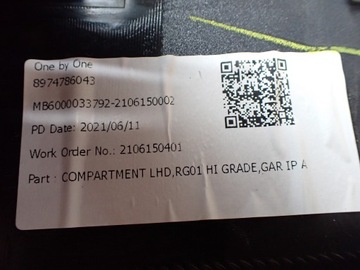 One by One
8974786043
MB6000033792-2106150002
PD Date: 2021/06/11
Work Order No.: 2106150401
Part : COMPARTMENT LHD,RG01 HI GRADE,GAR IP A